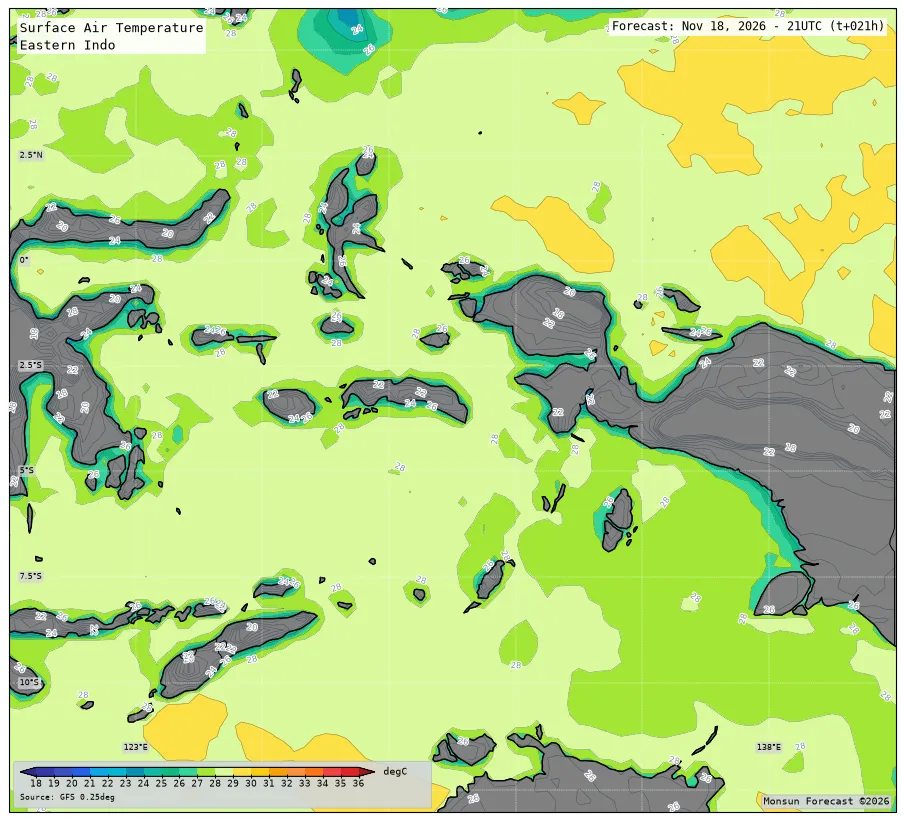 Surface Air Temperature
Eastern Indo
Forecast: Nov 18, 2026 - 21UTC (t+021h)
2.5°N
0°
2.5°S
5°S
7.5°S
10°S
123°E
138°E
degC
18 19 20 21 22 23 24 25 26 27 28 29 30 31 32 33 34 35 36
Source: GFS 0.25deg
Monsun Forecast ©2026